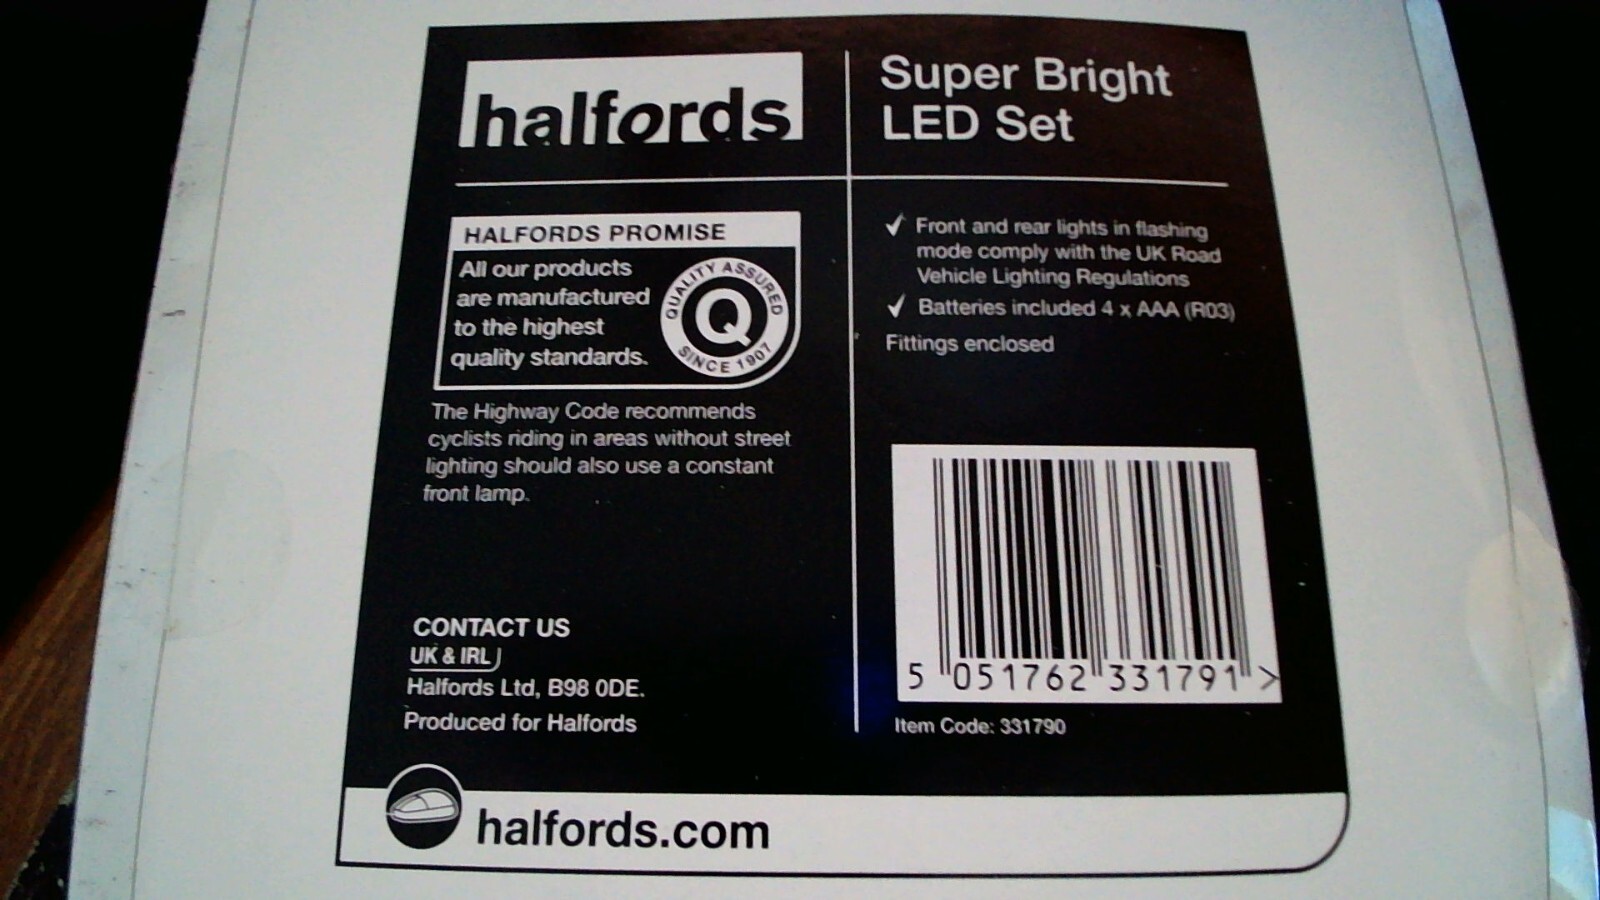 halfords
Super Bright
LED Set
HALFORDS PROMISE
All our products
are manufactured
to the highest
quality standards.
QUALITY ASSURED
Q
SINCE 1907
The Highway Code recommends
cyclists riding in areas without street
lighting should also use a constant
front lamp.
CONTACT US
UK & IRL
Halfords Ltd, B98 0DE.
Produced for Halfords
✓ Front and rear lights in flashing
mode comply with the UK Road
Vehicle Lighting Regulations
✓ Batteries included 4 x AAA (R03)
Fittings enclosed
5 051762 331791 >
Item Code: 331790
halfords.com